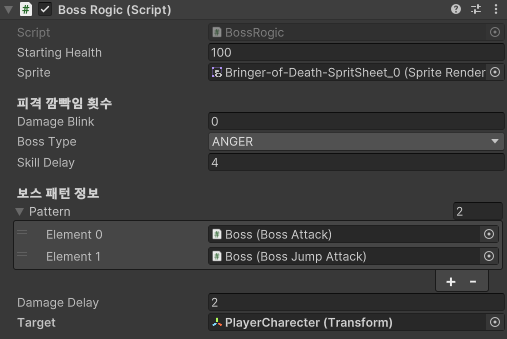 Boss Rogic (Script)
Script BossRogic
Starting Health 100
Sprite Bringer-of-Death-SpritSheet_0 (Sprite Render
피격 깜빡임 횟수
Damage Blink 0
Boss Type ANGER
Skill Delay 4
보스 패턴 정보
Pattern 2
Element 0 Boss (Boss Attack)
Element 1 Boss (Boss Jump Attack)
+ -
Damage Delay 2
Target PlayerCharecter (Transform)